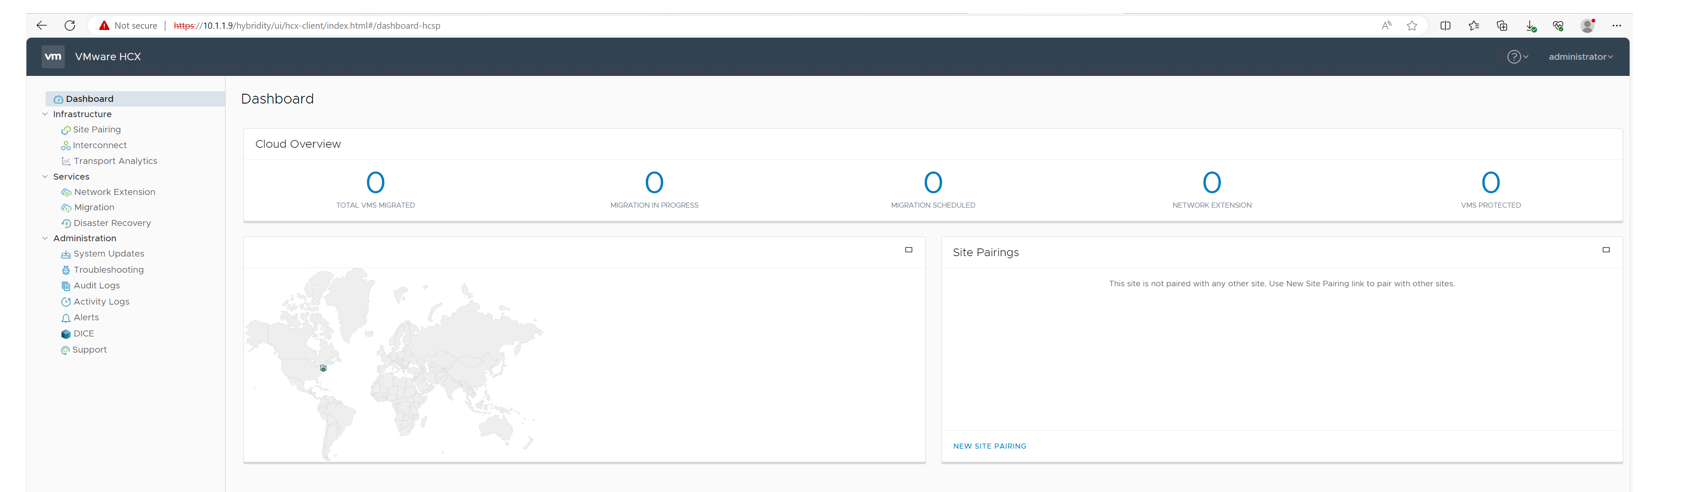 Not secure | https://10.1.1.9/hybridity/ui/hcx-client/index.html#/dashboard-hcsp
vm VMware HCX
administrator
Dashboard
Infrastructure
Site Pairing
Interconnect
Transport Analytics
Services
Network Extension
Migration
Disaster Recovery
Administration
System Updates
Troubleshooting
Audit Logs
Activity Logs
Alerts
DICE
Support
Dashboard
Cloud Overview
0 0 0 0 0
TOTAL VMS MIGRATED MIGRATION IN PROGRESS MIGRATION SCHEDULED NETWORK EXTENSION VMS PROTECTED
Site Pairings
This site is not paired with any other site. Use New Site Pairing link to pair with other sites.
NEW SITE PAIRING